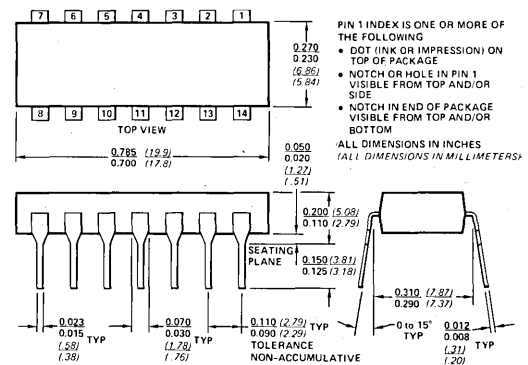 7 6 5 4 3 2 1
8 9 10 11 12 13 14
TOP VIEW
0.785 (19.9)
0.700 (17.8)
0.270
0.230
(6.86)
(5.84)
PIN 1 INDEX IS ONE OR MORE OF
THE FOLLOWING
• DOT (INK OR IMPRESSION) ON
TOP OF PACKAGE
• NOTCH OR HOLE IN PIN 1
VISIBLE FROM TOP AND/OR
SIDE
• NOTCH IN END OF PACKAGE
VISIBLE FROM TOP AND/OR
BOTTOM
ALL DIMENSIONS IN INCHES
(ALL DIMENSIONS IN MILLIMETERS)
0.050
0.020
(1.27)
(.51)
0.200 (5.08)
0.110 (2.79)
SEATING
PLANE
0.150 (3.81)
0.125 (3.18)
0.310 (7.87)
0.290 (7.37)
0.023
0.015 TYP
(.58)
(.38)
0.070
0.030 TYP
(1.78)
(.76)
0.110 (2.79)
0.090 (2.29) TYP
TOLERANCE
NON-ACCUMULATIVE
0 to 15°
TYP
0.012
0.008 TYP
(.31)
(.20)